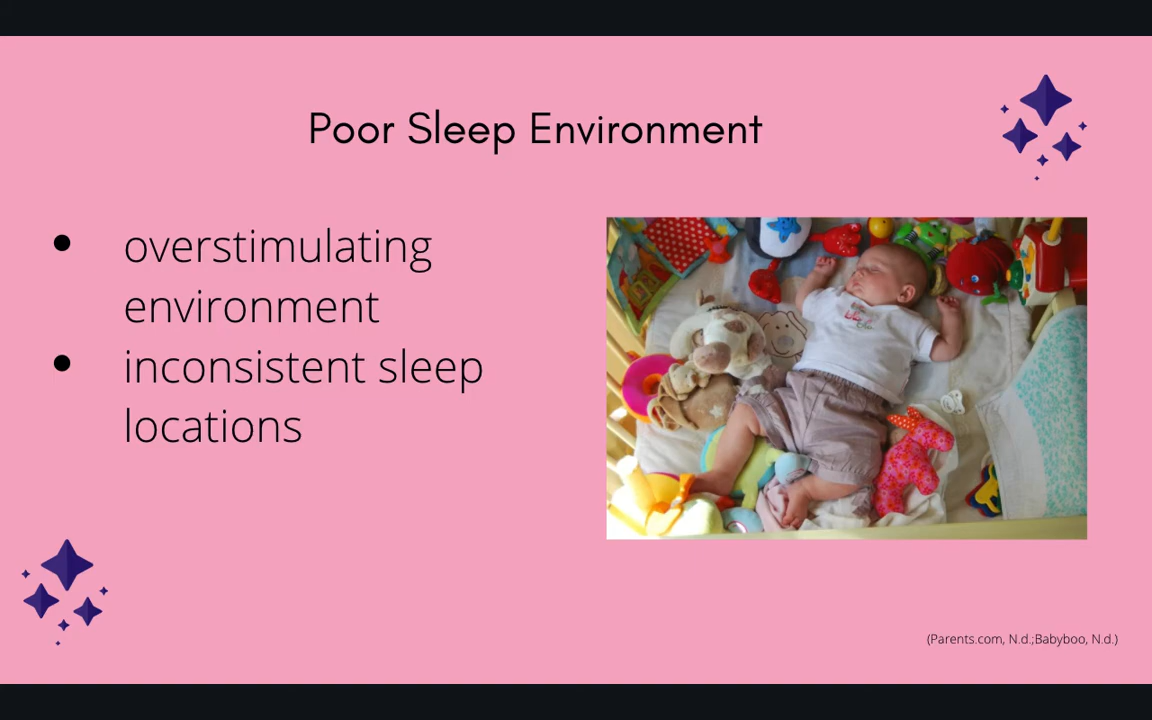 Poor Sleep Environment
overstimulating
environment
inconsistent sleep
locations
(Parents.com, N.d.;Babyboo, N.d.)